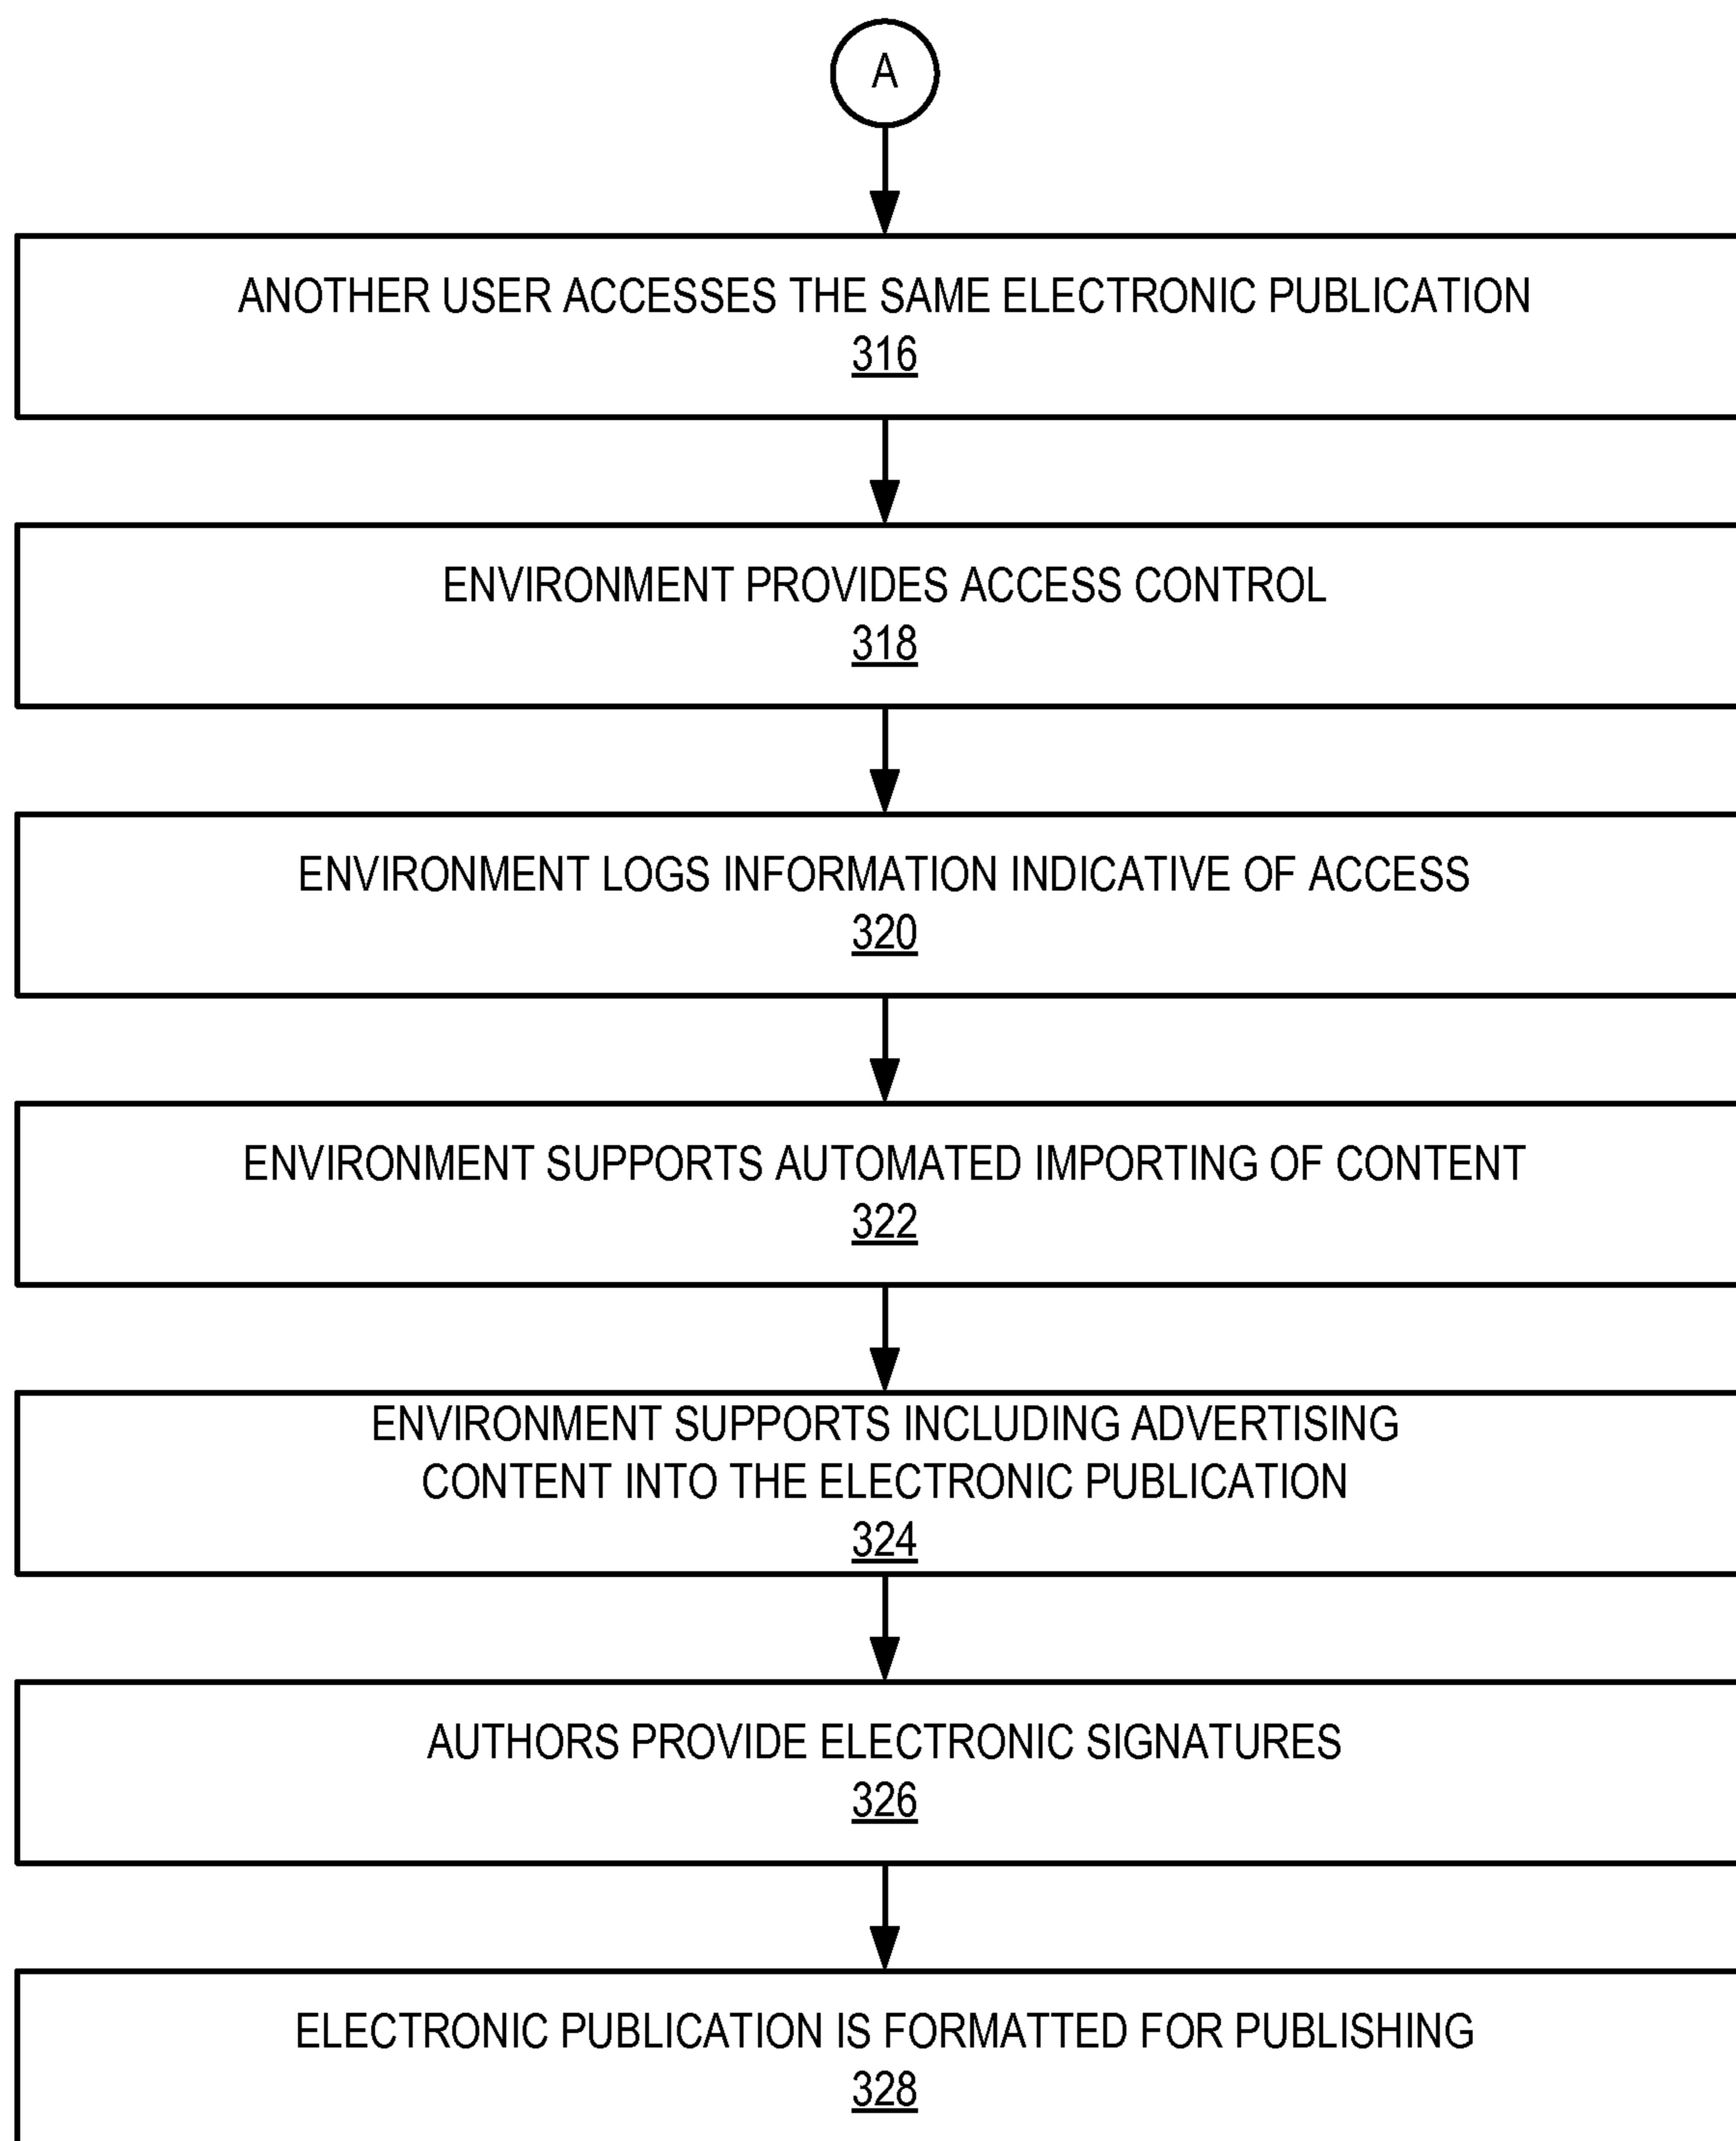 A
ANOTHER USER ACCESSES THE SAME ELECTRONIC PUBLICATION
316
ENVIRONMENT PROVIDES ACCESS CONTROL
318
ENVIRONMENT LOGS INFORMATION INDICATIVE OF ACCESS
320
ENVIRONMENT SUPPORTS AUTOMATED IMPORTING OF CONTENT
322
ENVIRONMENT SUPPORTS INCLUDING ADVERTISING
CONTENT INTO THE ELECTRONIC PUBLICATION
324
AUTHORS PROVIDE ELECTRONIC SIGNATURES
326
ELECTRONIC PUBLICATION IS FORMATTED FOR PUBLISHING
328